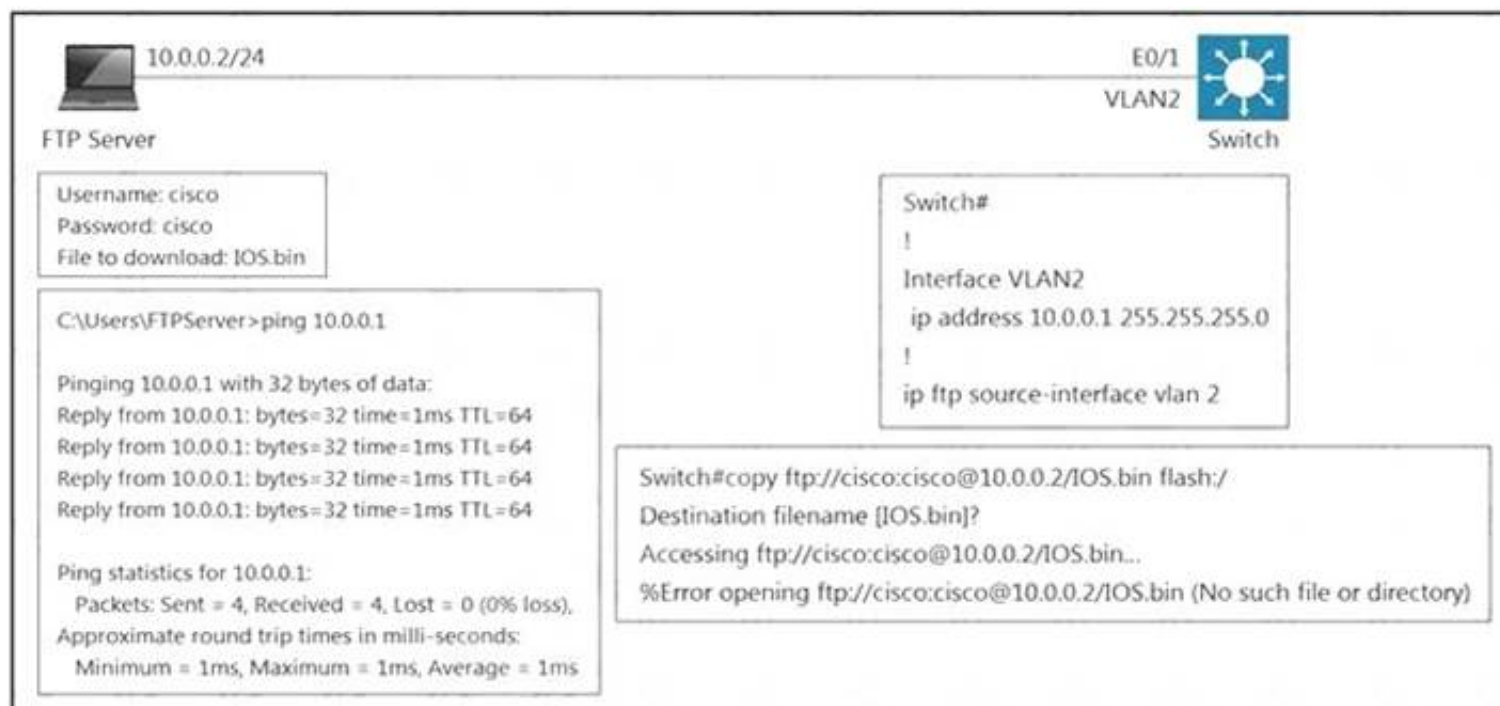 10.0.0.2/24
E0/1
VLAN2
FTP Server
Switch
Username: cisco
Password: cisco
File to download: IOS.bin
C:\Users\FTPServer>ping 10.0.0.1
Pinging 10.0.0.1 with 32 bytes of data:
Reply from 10.0.0.1: bytes=32 time=1ms TTL=64
Reply from 10.0.0.1: bytes=32 time=1ms TTL=64
Reply from 10.0.0.1: bytes=32 time=1ms TTL=64
Reply from 10.0.0.1: bytes=32 time=1ms TTL=64
Ping statistics for 10.0.0.1:
Packets: Sent = 4, Received = 4, Lost = 0 (0% loss),
Approximate round trip times in milli-seconds:
Minimum = 1ms, Maximum = 1ms, Average = 1ms
Switch#
!
Interface VLAN2
ip address 10.0.0.1 255.255.255.0
!
ip ftp source-interface vlan 2
Switch#copy ftp://cisco:cisco@10.0.0.2/IOS.bin flash:/
Destination filename [IOS.bin]?
Accessing ftp://cisco:cisco@10.0.0.2/IOS.bin...
%Error opening ftp://cisco:cisco@10.0.0.2/IOS.bin (No such file or directory)